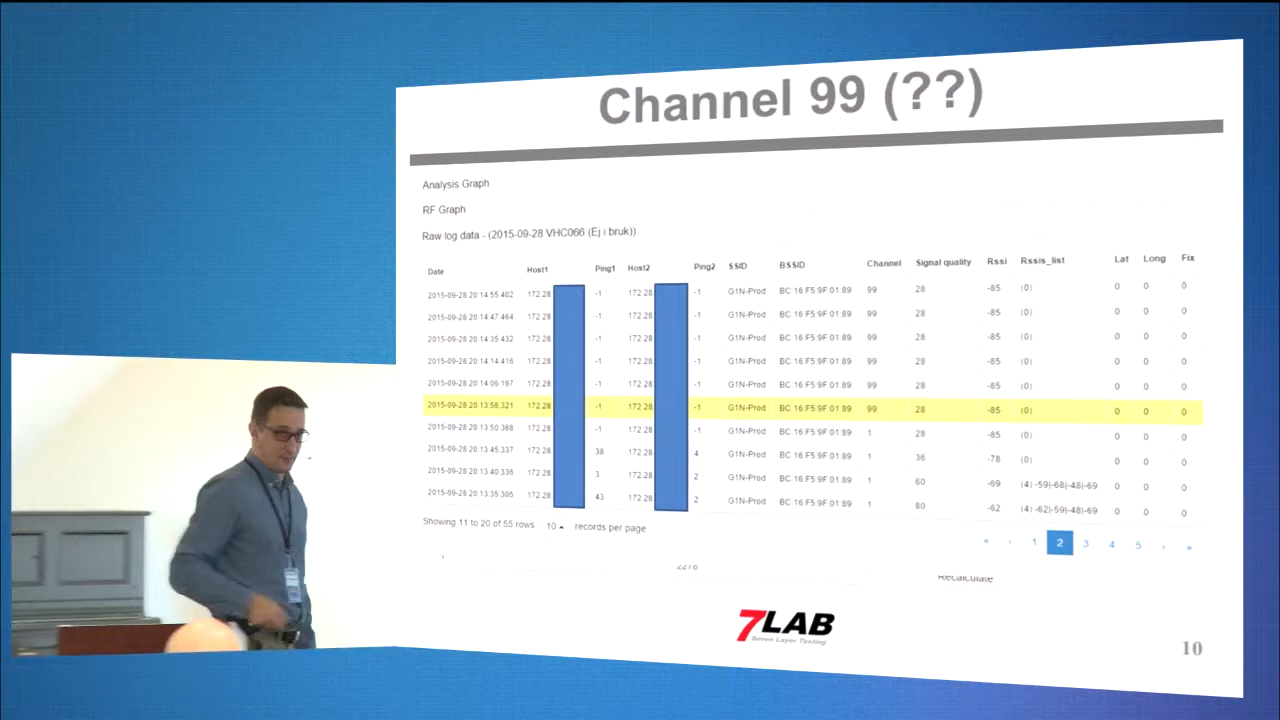 Channel 99 (??)
Analysis Graph
RF Graph
Raw log data - (2015-09-28 VHC066 (Ej i bruk))
Date Host1 Ping1 Host2 Ping2 SSID BSSID Channel Signal quality Rssi Rssis_list Lat Long Fix
2015-09-28 20:14:55.402 172.28 -1 172.28 -1 G1N-Prod BC:16:F5:9F:01:89 99 28 -85 (0) 0 0 0
2015-09-28 20:14:47.464 172.28 -1 172.28 -1 G1N-Prod BC:16:F5:9F:01:89 99 28 -85 (0) 0 0 0
2015-09-28 20:14:35.432 172.28 -1 172.28 -1 G1N-Prod BC:16:F5:9F:01:89 99 28 -85 (0) 0 0 0
2015-09-28 20:14:14.416 172.28 -1 172.28 -1 G1N-Prod BC:16:F5:9F:01:89 99 28 -85 (0) 0 0 0
2015-09-28 20:14:06.197 172.28 -1 172.28 -1 G1N-Prod BC:16:F5:9F:01:89 99 28 -85 (0) 0 0 0
2015-09-28 20:13:58.321 172.28 -1 172.28 -1 G1N-Prod BC:16:F5:9F:01:89 99 28 -85 (0) 0 0 0
2015-09-28 20:13:50.368 172.28 -1 172.28 -1 G1N-Prod BC:16:F5:9F:01:89 1 28 -85 (0) 0 0 0
2015-09-28 20:13:45.337 172.28 38 172.28 4 G1N-Prod BC:16:F5:9F:01:89 1 36 -78 (0) 0 0 0
2015-09-28 20:13:40.336 172.28 3 172.28 2 G1N-Prod BC:16:F5:9F:01:89 1 60 -69 (4) -59|-68|-48|-69 0 0 0
2015-09-28 20:13:35.305 172.28 43 172.28 2 G1N-Prod BC:16:F5:9F:01:89 1 80 -62 (4) -62|-59|-48|-69 0 0 0
Showing 11 to 20 of 55 rows 10 records per page
« ‹ 1 2 3 4 5 › »
Recalculate
7LAB
Seven Layer Testing
10